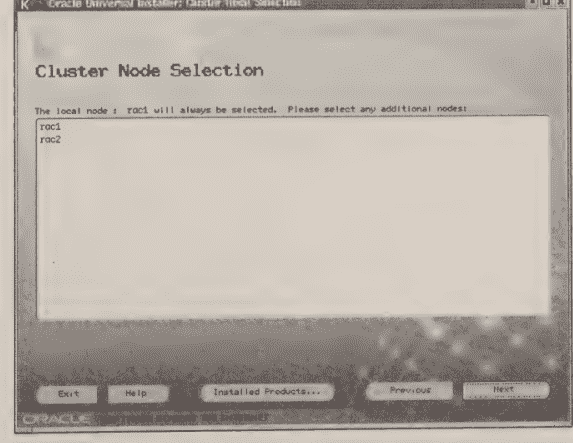 Oracle Universal Installer: Cluster Node Selection
Cluster Node Selection
The local node : rac1 will always be selected. Please select any additional nodes:
rac1
rac2
Exit
Help
Installed Products...
Previous
Next
ORACLE